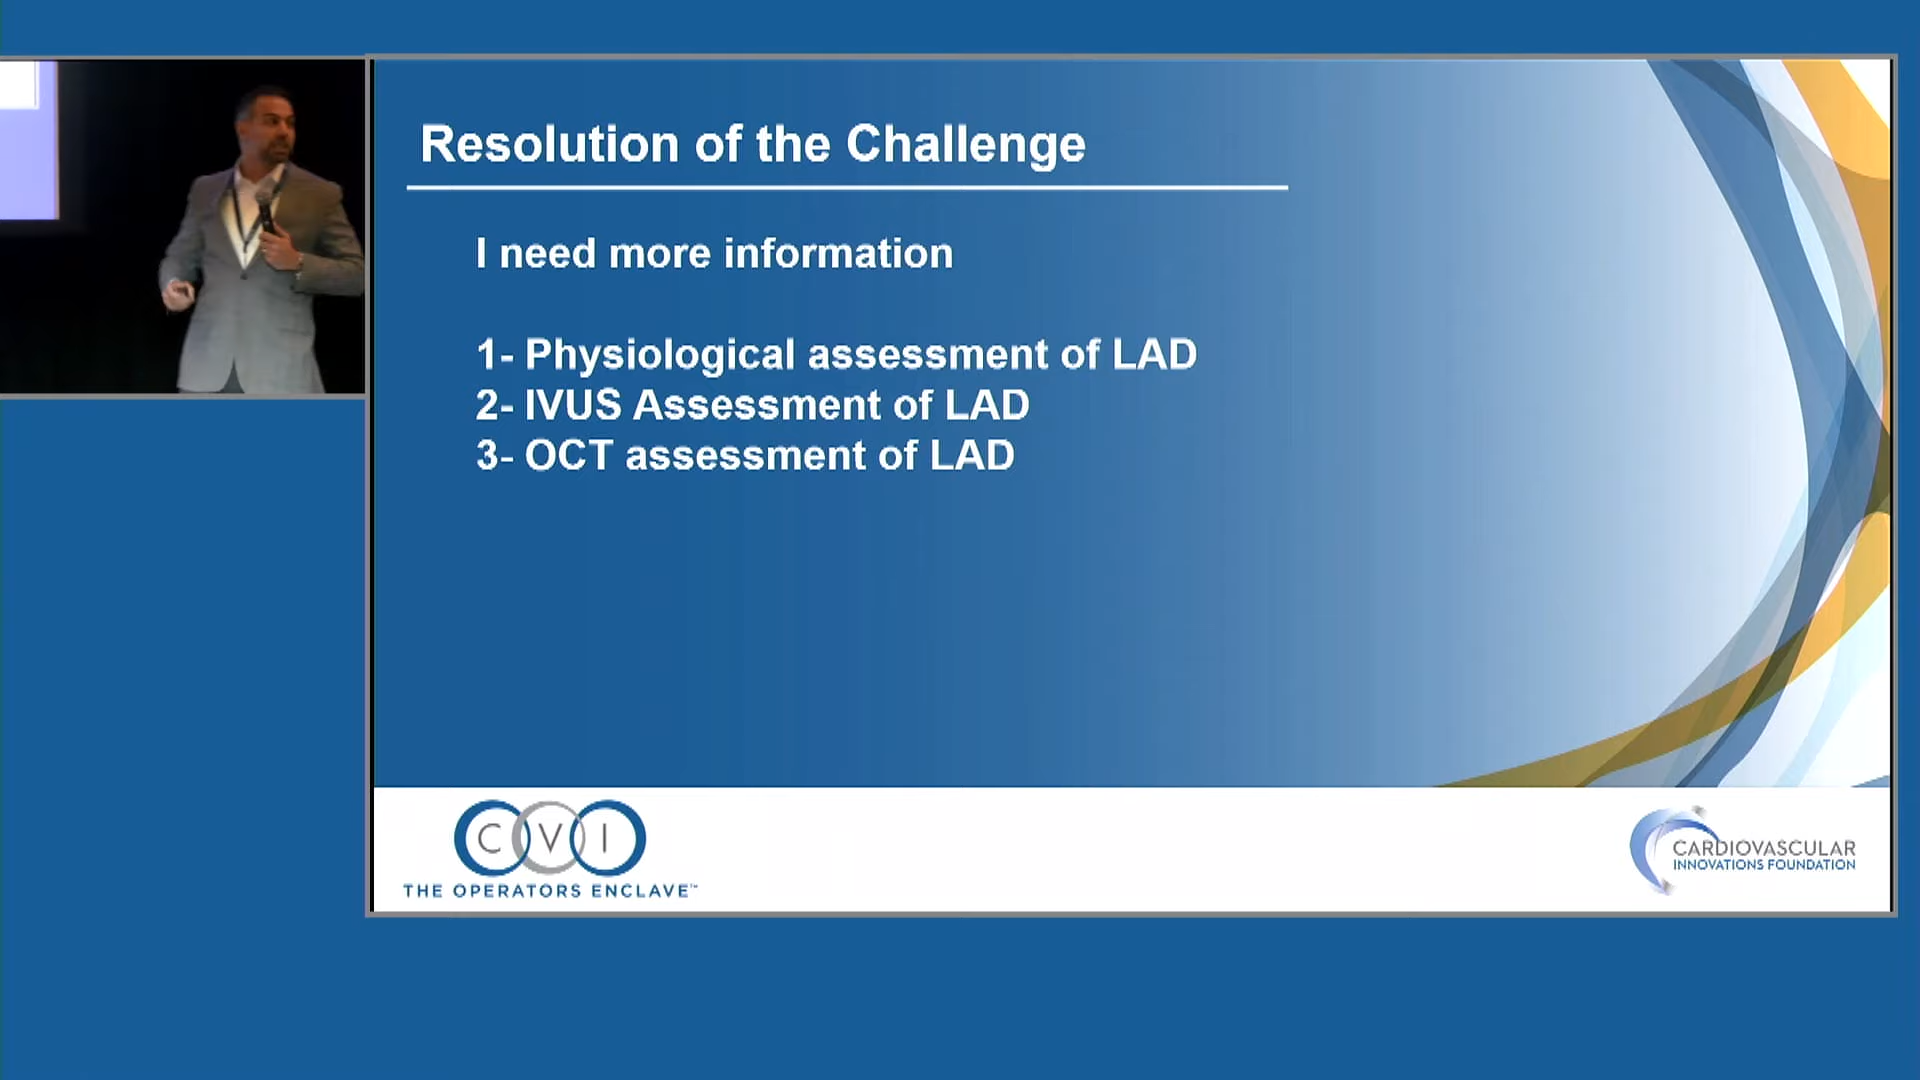 Resolution of the Challenge
I need more information
1- Physiological assessment of LAD
2- IVUS Assessment of LAD
3- OCT assessment of LAD
CVI
THE OPERATORS ENCLAVE™
CARDIOVASCULAR
INNOVATIONS FOUNDATION